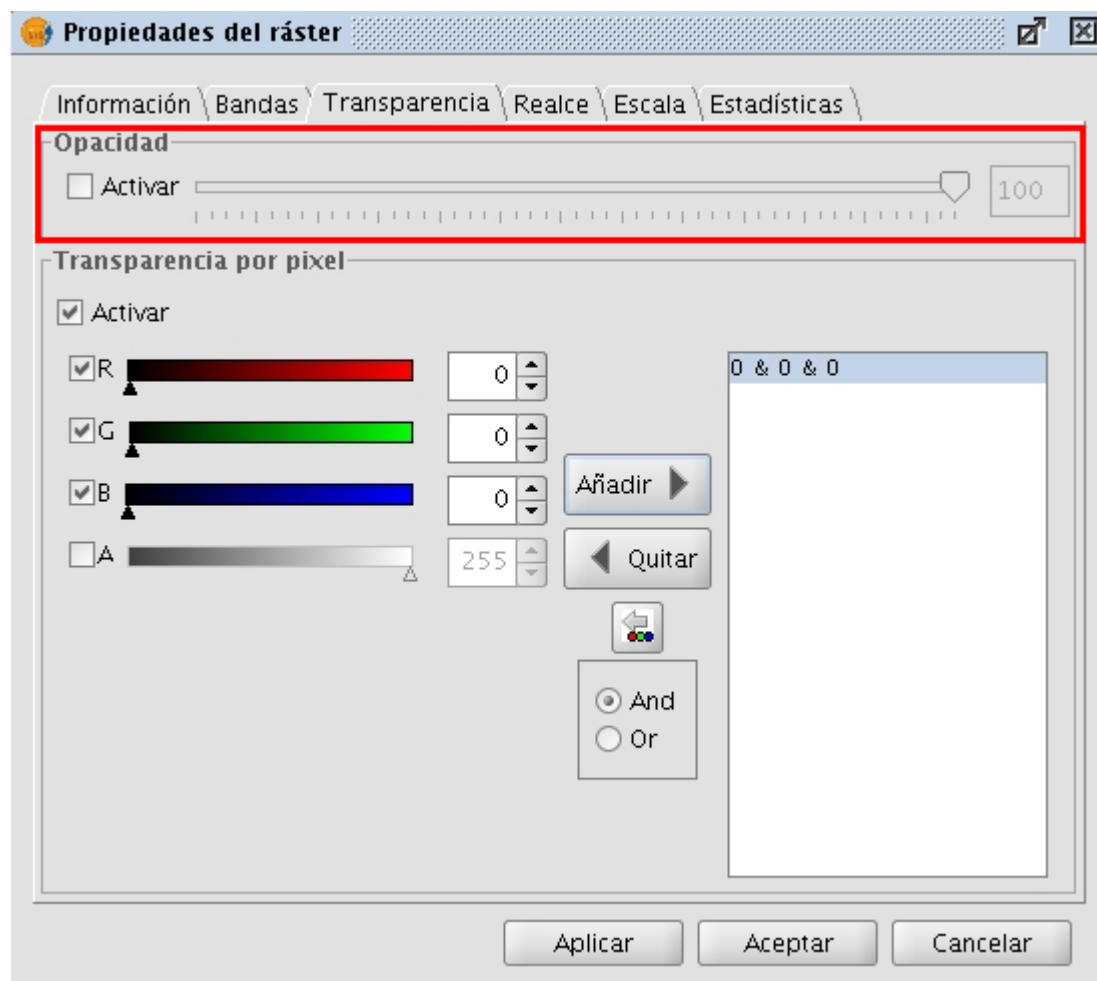 Propiedades del ráster
Información Bandas Transparencia Realce Escala Estadísticas
Opacidad
Activar 100
Transparencia por pixel
Activar
R 0
G 0
B 0
A 255
Añadir
Quitar
And
Or
0 & 0 & 0
Aplicar Aceptar Cancelar